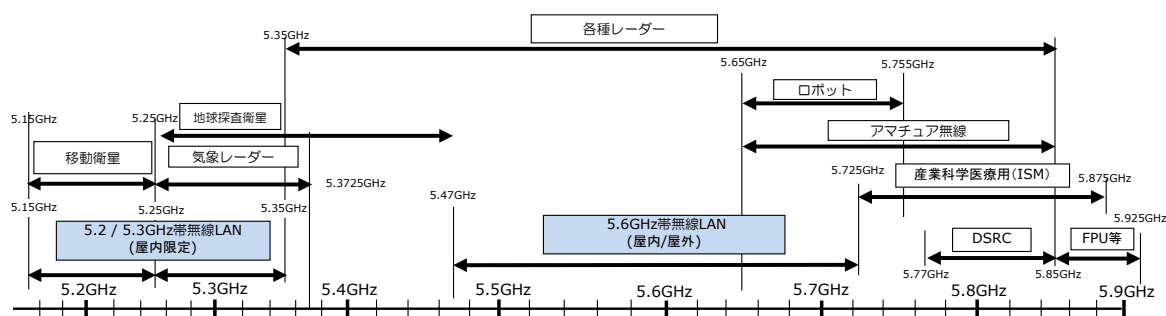 各種レーダー
5.35GHz
5.65GHz
5.755GHz
ロボット
地球探査衛星
5.15GHz
5.25GHz
アマチュア無線
移動衛星
気象レーダー
5.725GHz
産業科学医療用(ISM)
5.875GHz
5.3725GHz
5.47GHz
5.15GHz
5.25GHz
5.35GHz
5.925GHz
5.2 / 5.3GHz帯無線LAN
(屋内限定)
5.6GHz帯無線LAN
(屋内/屋外)
DSRC
FPU等
5.77GHz
5.85GHz
5.2GHz
5.3GHz
5.4GHz
5.5GHz
5.6GHz
5.7GHz
5.8GHz
5.9GHz